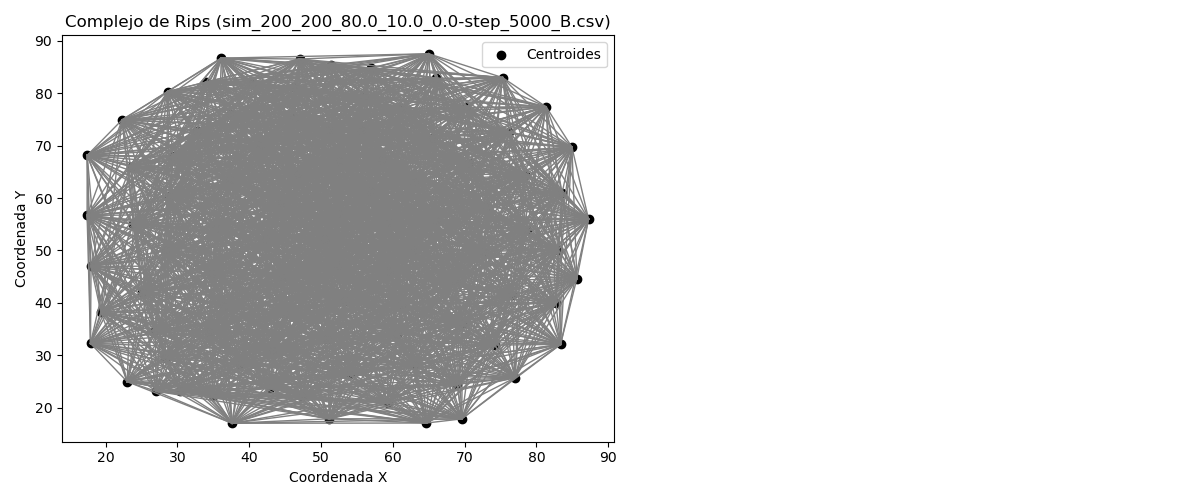 Complejo de Rips (sim_200_200_80.0_10.0_0.0-step_5000_B.csv)
Centroides
90
80
70
60
50
40
30
20
Coordenada Y
20 30 40 50 60 70 80 90
Coordenada X